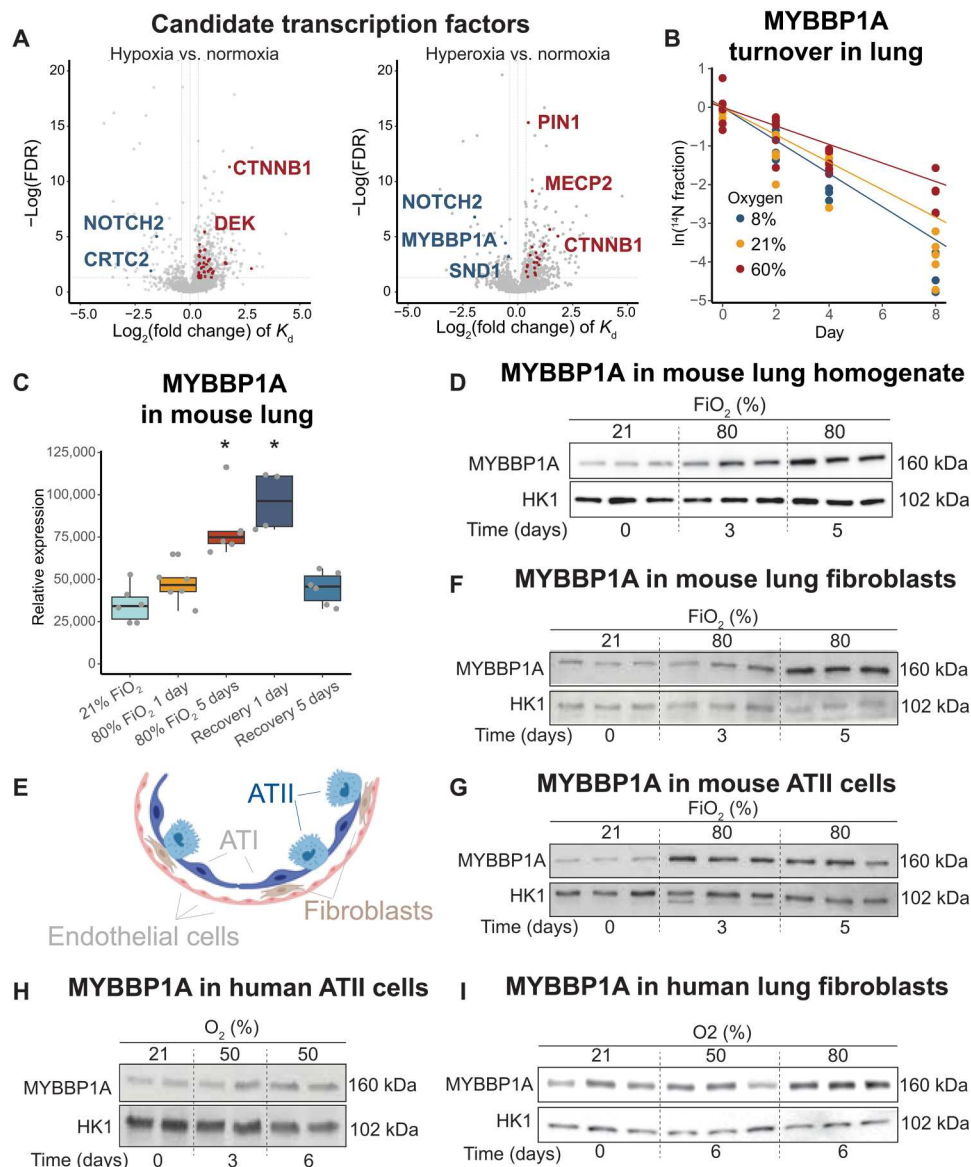 A
Candidate transcription factors
Hypoxia vs. normoxia
Hyperoxia vs. normoxia
−Log(FDR)
20
15
10
5
0
CTNNB1
NOTCH2
DEK
CRTC2
−5.0 −2.5 0.0 2.5 5.0
Log2(fold change) of Kd
−Log(FDR)
20
15
10
5
0
PIN1
MECP2
NOTCH2
MYBBP1A
CTNNB1
SND1
−5.0 −2.5 0.0 2.5 5.0
Log2(fold change) of Kd
B
MYBBP1A
turnover in lung
ln(14N fraction)
1
0
−1
−2
−3
−4
−5
Oxygen
8%
21%
60%
0 2 4 6 8
Day
C
MYBBP1A
in mouse lung
Relative expression
125,000
100,000
75,000
50,000
25,000
0
* *
21% FiO2
80% FiO2 1 day
80% FiO2 5 days
Recovery 1 day
Recovery 5 days
D
MYBBP1A in mouse lung homogenate
FiO2 (%)
21 80 80
MYBBP1A 160 kDa
HK1 102 kDa
Time (days) 0 3 5
E
ATII
ATI
Fibroblasts
Endothelial cells
F
MYBBP1A in mouse lung fibroblasts
FiO2 (%)
21 80 80
MYBBP1A 160 kDa
HK1 102 kDa
Time (days) 0 3 5
G
MYBBP1A in mouse ATII cells
FiO2 (%)
21 80 80
MYBBP1A 160 kDa
HK1 102 kDa
Time (days) 0 3 5
H
MYBBP1A in human ATII cells
O2 (%)
21 50 50
MYBBP1A 160 kDa
HK1 102 kDa
Time (days) 0 3 6
I
MYBBP1A in human lung fibroblasts
O2 (%)
21 50 80
MYBBP1A 160 kDa
HK1 102 kDa
Time (days) 0 6 6